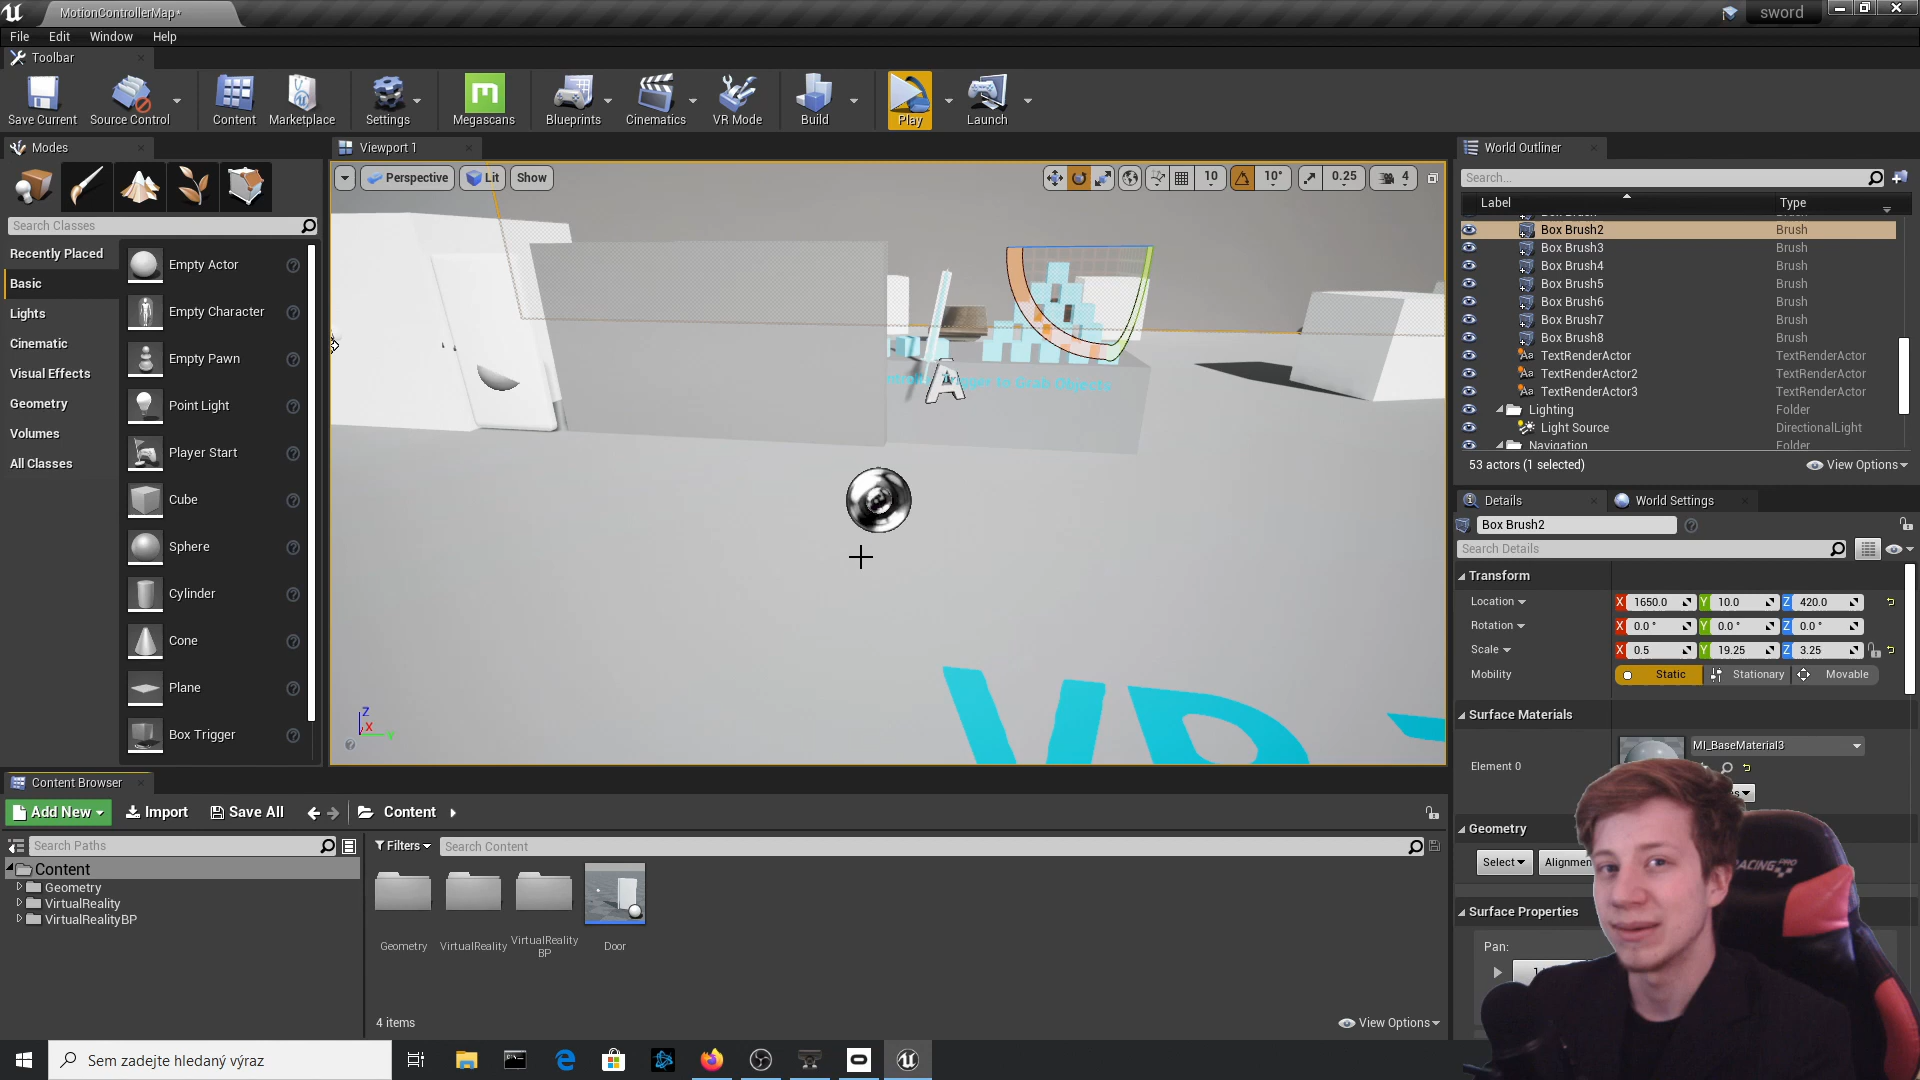 MotionControllerMap*
sword
File Edit Window Help
Toolbar
Save Current
Source Control
Content
Marketplace
Settings
Megascans
Blueprints
Cinematics
VR Mode
Build
Play
Launch
Modes
Search Classes
Recently Placed
Basic
Lights
Cinematic
Visual Effects
Geometry
Volumes
All Classes
Empty Actor
Empty Character
Empty Pawn
Point Light
Player Start
Cube
Sphere
Cylinder
Cone
Plane
Box Trigger
Viewport 1
Perspective Lit Show
10 10° 0.25 4
to Grab Objects
A
VR
Z
X
Y
World Outliner
Search...
Label Type
Box Brush2 Brush
Box Brush3 Brush
Box Brush4 Brush
Box Brush5 Brush
Box Brush6 Brush
Box Brush7 Brush
Box Brush8 Brush
TextRenderActor TextRenderActor
TextRenderActor2 TextRenderActor
TextRenderActor3 TextRenderActor
Lighting Folder
Light Source DirectionalLight
Navigation Folder
53 actors (1 selected) View Options
Details World Settings
Box Brush2
Search Details
Transform
Location X 1650.0 Y 10.0 Z 420.0
Rotation X 0.0 ° Y 0.0 ° Z 0.0 °
Scale X 0.5 Y 19.25 Z 3.25
Mobility Static Stationary Movable
Surface Materials
Element 0 MI_BaseMaterial3
Geometry
Select
Surface Properties
Pan:
RACING PRO
Content Browser
Add New Import Save All Content
Search Paths
Filters Search Content
Content
Geometry
VirtualReality
VirtualRealityBP
Geometry
VirtualReality
VirtualReality
BP
Door
4 items View Options
Sem zadejte hledaný výraz